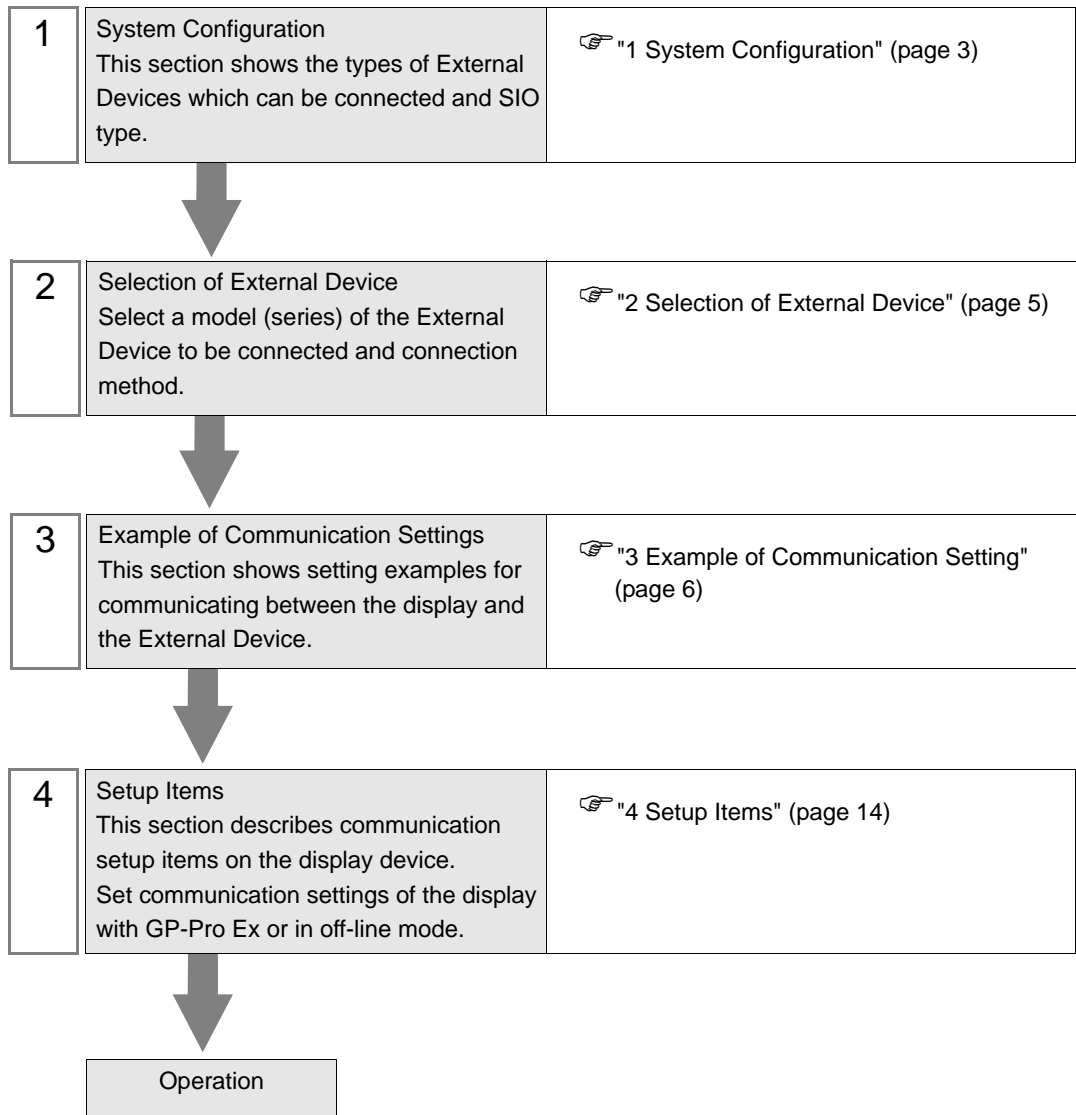 1
System Configuration
This section shows the types of External
Devices which can be connected and SIO
type.
"1 System Configuration" (page 3)
2
Selection of External Device
Select a model (series) of the External
Device to be connected and connection
method.
"2 Selection of External Device" (page 5)
3
Example of Communication Settings
This section shows setting examples for
communicating between the display and
the External Device.
"3 Example of Communication Setting"
(page 6)
4
Setup Items
This section describes communication
setup items on the display device.
Set communication settings of the display
with GP-Pro Ex or in off-line mode.
"4 Setup Items" (page 14)
Operation